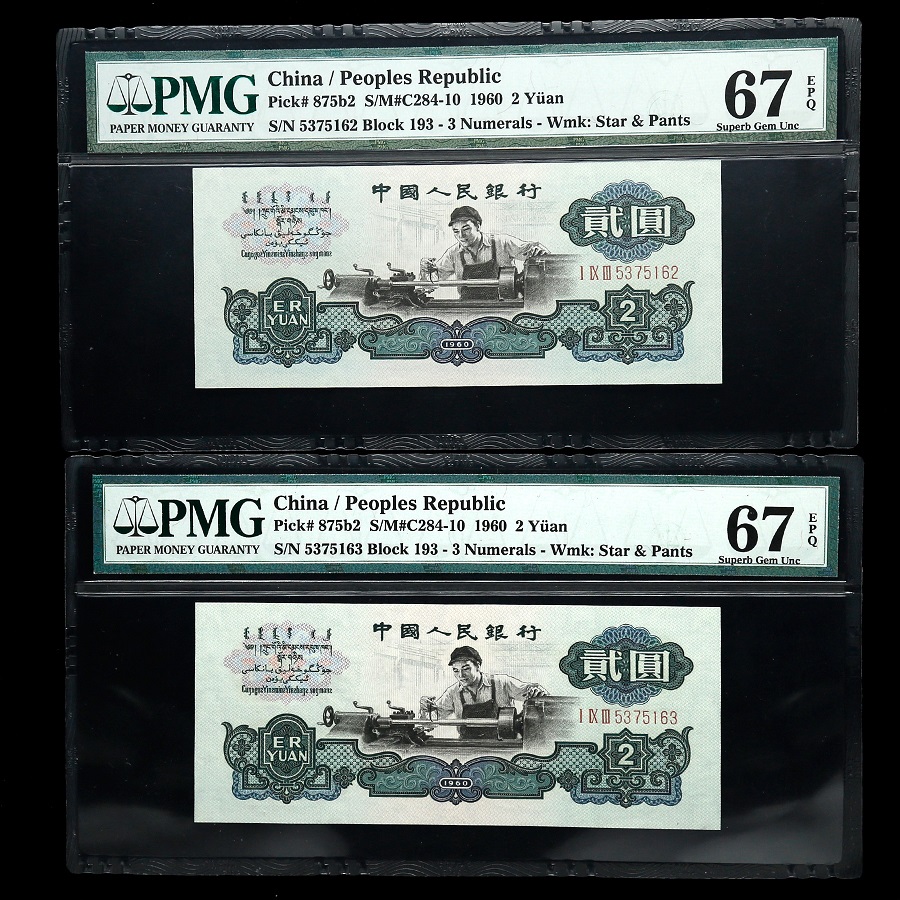 PMG
PAPER MONEY GUARANTY
China / Peoples Republic
Pick# 875b2 S/M#C284-10 1960 2 Yüan
S/N 5375162 Block 193 - 3 Numerals - Wmk: Star & Pants
67
EPQ
Superb Gem Unc
中國人民銀行
貳圓
I IX III 5375162
ER
YUAN
1960
2
PMG
PAPER MONEY GUARANTY
China / Peoples Republic
Pick# 875b2 S/M#C284-10 1960 2 Yüan
S/N 5375163 Block 193 - 3 Numerals - Wmk: Star & Pants
67
EPQ
Superb Gem Unc
中國人民銀行
貳圓
I IX III 5375163
ER
YUAN
1960
2